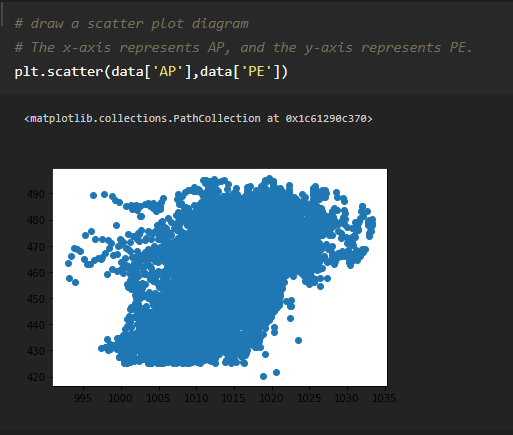 # draw a scatter plot diagram
# The x-axis represents AP, and the y-axis represents PE.
plt.scatter(data['AP'],data['PE'])
<matplotlib.collections.PathCollection at 0x1c61290c370>
490
480
470
460
450
440
430
420
995 1000 1005 1010 1015 1020 1025 1030 1035